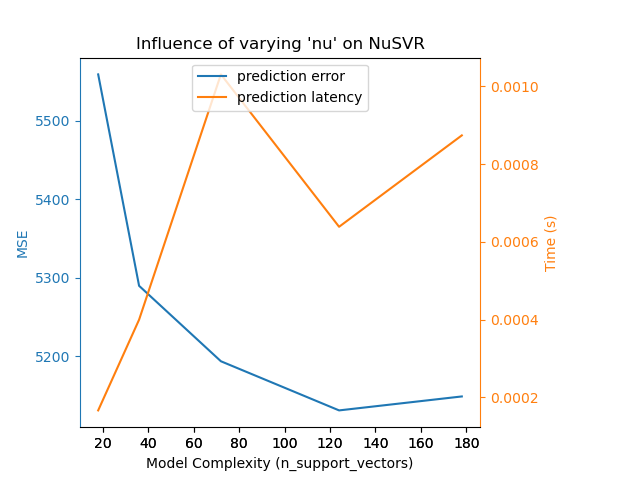 Influence of varying 'nu' on NuSVR
prediction error
prediction latency
5500
5400
5300
5200
MSE
0.0010
0.0008
0.0006
0.0004
0.0002
Time (s)
20 40 60 80 100 120 140 160 180
Model Complexity (n_support_vectors)